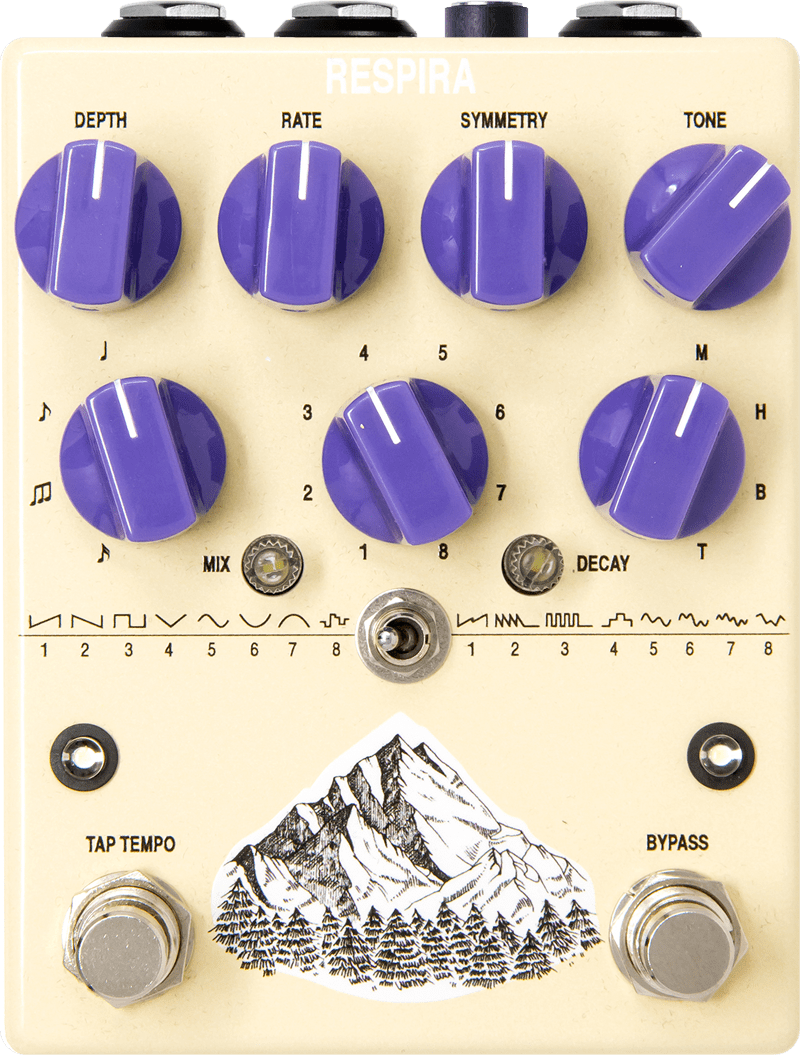 RESPIRA
DEPTH RATE SYMMETRY TONE
4 5 M
3 6 H
2 7 B
1 8 T
MIX DECAY
1 2 3 4 5 6 7 8 1 2 3 4 5 6 7 8
TAP TEMPO BYPASS